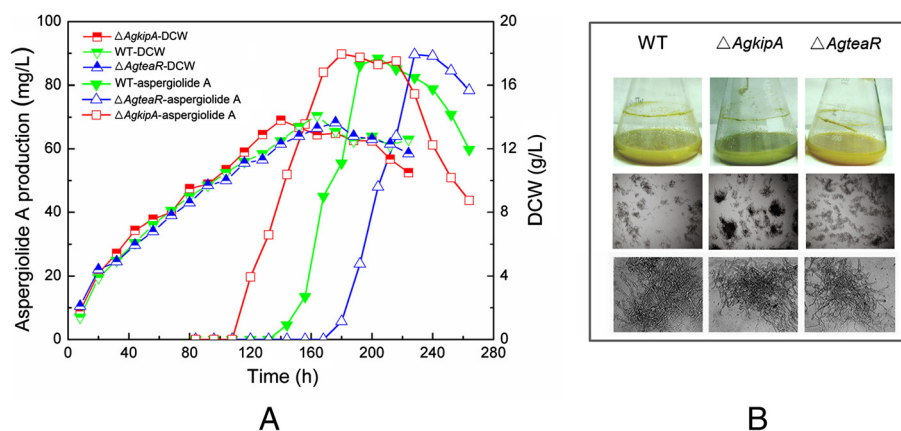 Aspergiolide A production (mg/L)
100
80
60
40
20
0
ΔAgkipA-DCW
WT-DCW
ΔAgteaR-DCW
WT-aspergiolide A
ΔAgteaR-aspergiolide A
ΔAgkipA-aspergiolide A
20
16
12
8
4
0
DCW (g/L)
0 40 80 120 160 200 240 280
Time (h)
A
WT ΔAgkipA ΔAgteaR
B